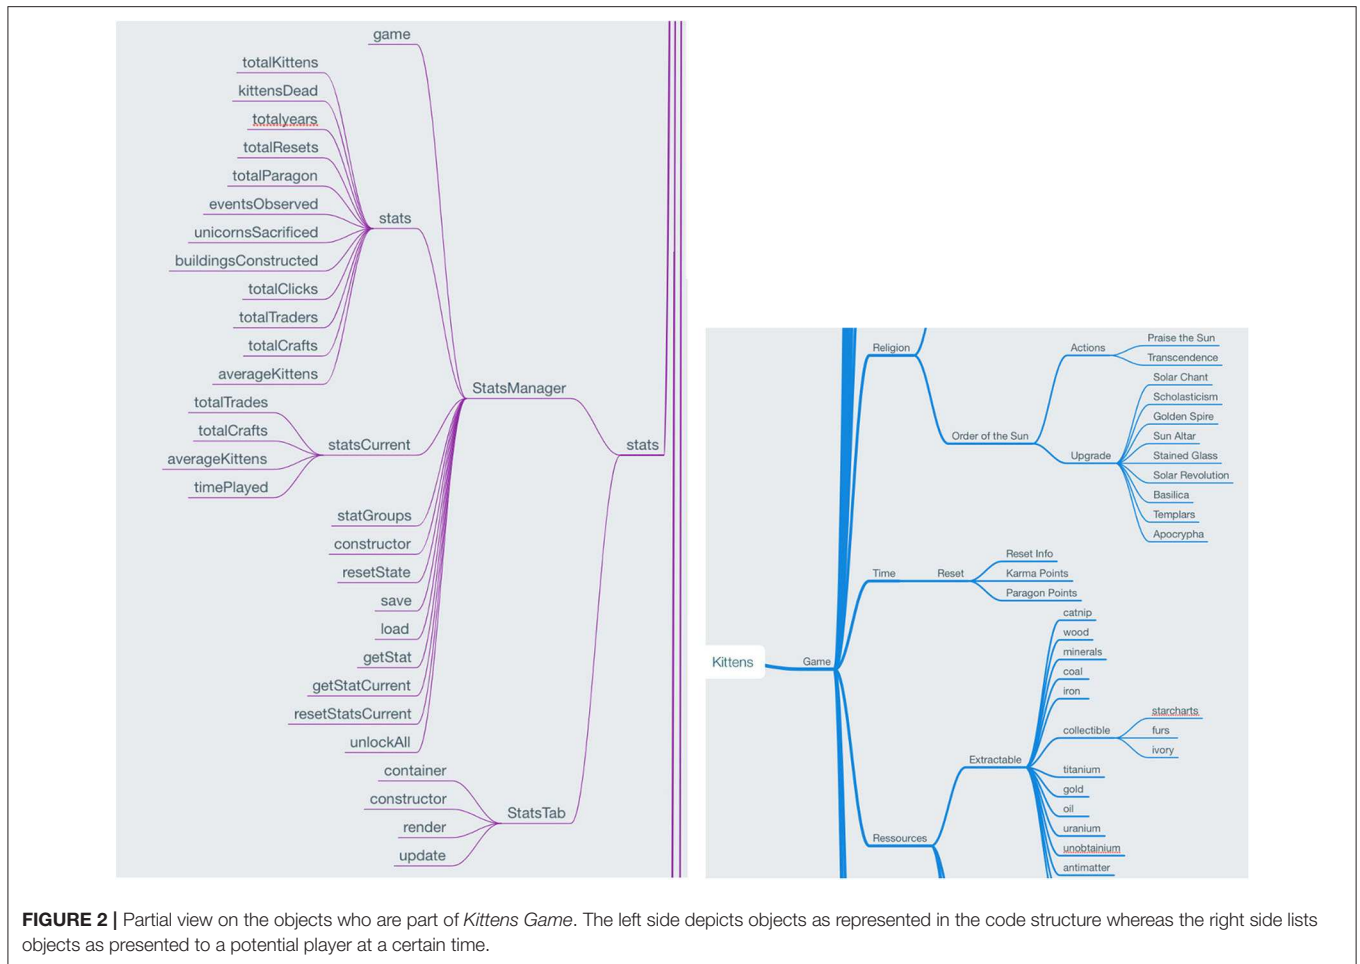 game
totalKittens
kittensDead
totalyears
totalResets
totalParagon
eventsObserved
unicornsSacrificed
buildingsConstructed
totalClicks
totalTraders
totalCrafts
averageKittens
stats
totalTrades
totalCrafts
averageKittens
timePlayed
statsCurrent
statGroups
constructor
resetState
save
load
getStat
getStatCurrent
resetStatsCurrent
unlockAll
StatsManager
container
constructor
render
update
StatsTab
stats
Kittens
Game
Religion
Order of the Sun
Actions
Praise the Sun
Transcendence
Upgrade
Solar Chant
Scholasticism
Golden Spire
Sun Altar
Stained Glass
Solar Revolution
Basilica
Templars
Apocrypha
Time
Reset
Reset Info
Karma Points
Paragon Points
Ressources
Extractable
catnip
wood
minerals
coal
iron
collectible
starcharts
furs
ivory
titanium
gold
oil
uranium
unobtainium
antimatter
FIGURE 2 | Partial view on the objects who are part of Kittens Game. The left side depicts objects as represented in the code structure whereas the right side lists
objects as presented to a potential player at a certain time.